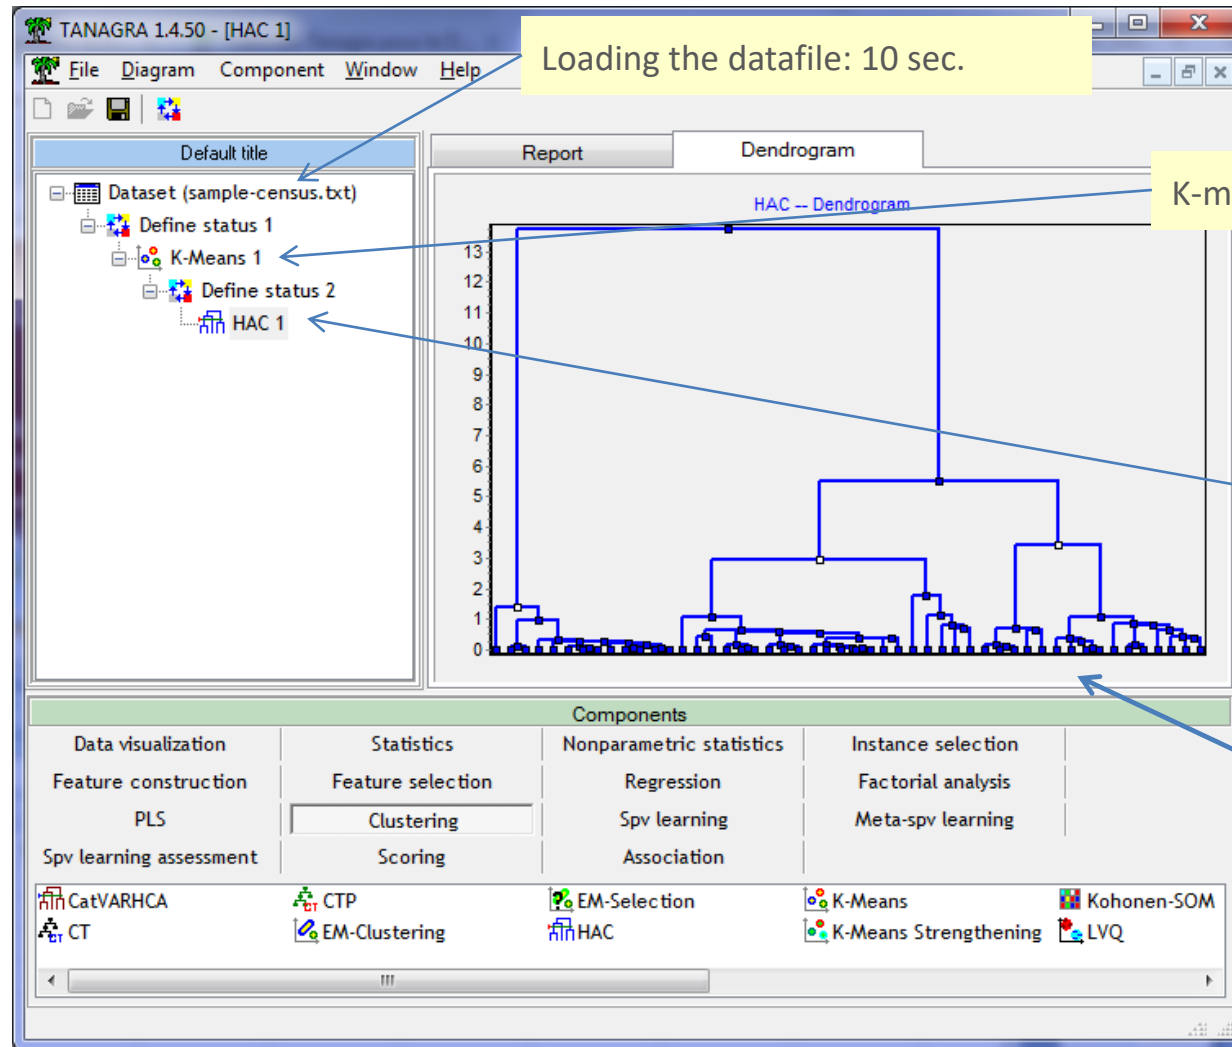 TANAGRA 1.4.50 - [HAC 1]
Loading the datafile: 10 sec.
File Diagram Component Window Help
Default title
Dataset (sample-census.txt)
Define status 1
K-Means 1
Define status 2
HAC 1
Report
Dendrogram
K-m
HAC -- Dendrogram
13
12
11
10
9
8
7
6
5
4
3
2
1
0
Components
Data visualization Statistics Nonparametric statistics Instance selection
Feature construction Feature selection Regression Factorial analysis
PLS Clustering Spv learning Meta-spv learning
Spv learning assessment Scoring Association
CatVARHCA CTP EM-Selection K-Means Kohonen-SOM
CT EM-Clustering HAC K-Means Strengthening LVQ